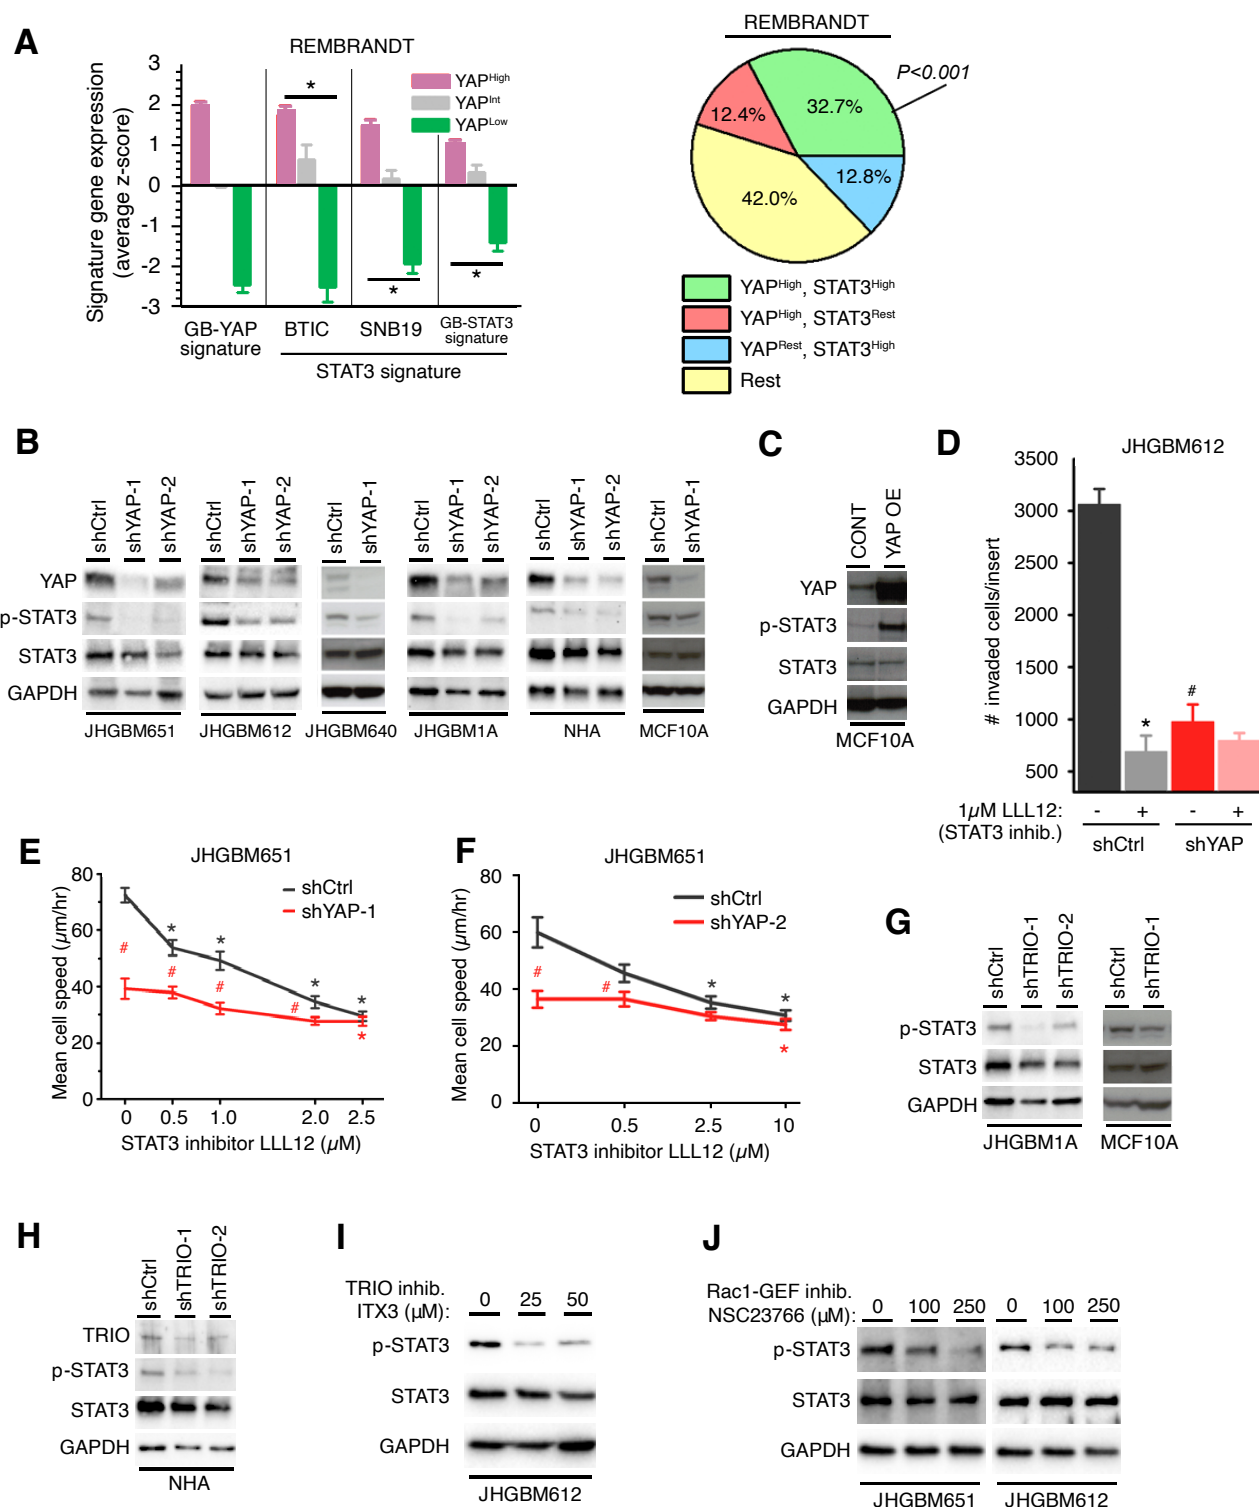 A
REMBRANDT
Signature gene expression
(average z-score)
3
2
1
0
-1
-2
-3
*
*
*
YAPHigh
YAPInt
YAPLow
GB-YAP
signature
BTIC
SNB19
GB-STAT3
signature
STAT3 signature
REMBRANDT
P<0.001
32.7%
12.4%
12.8%
42.0%
YAPHigh, STAT3High
YAPHigh, STAT3Rest
YAPRest, STAT3High
Rest
B
shCtrl shYAP-1 shYAP-2 shCtrl shYAP-1 shYAP-2 shCtrl shYAP-1 shCtrl shYAP-1 shYAP-2 shCtrl shYAP-1 shYAP-2 shCtrl shYAP-1
YAP
p-STAT3
STAT3
GAPDH
JHGBM651 JHGBM612 JHGBM640 JHGBM1A NHA MCF10A
C
CONT YAP OE
YAP
p-STAT3
STAT3
GAPDH
MCF10A
D
JHGBM612
# invaded cells/insert
3500
3000
2500
2000
1500
1000
500
*
#
1µM LLL12: - + - +
(STAT3 inhib.)
shCtrl shYAP
E
JHGBM651
Mean cell speed (µm/hr)
80
60
40
20
0
shCtrl
shYAP-1
* * * *
# # # #
*
0 0.5 1.0 2.0 2.5
STAT3 inhibitor LLL12 (µM)
F
JHGBM651
Mean cell speed (µm/hr)
80
60
40
20
0
shCtrl
shYAP-2
* *
# #
*
0 0.5 2.5 10
STAT3 inhibitor LLL12 (µM)
G
shCtrl shTRIO-1 shTRIO-2 shCtrl shTRIO-1
p-STAT3
STAT3
GAPDH
JHGBM1A MCF10A
H
shCtrl shTRIO-1 shTRIO-2
TRIO
p-STAT3
STAT3
GAPDH
NHA
I
TRIO inhib.
ITX3 (µM): 0 25 50
p-STAT3
STAT3
GAPDH
JHGBM612
J
Rac1-GEF inhib.
NSC23766 (µM): 0 100 250 0 100 250
p-STAT3
STAT3
GAPDH
JHGBM651 JHGBM612